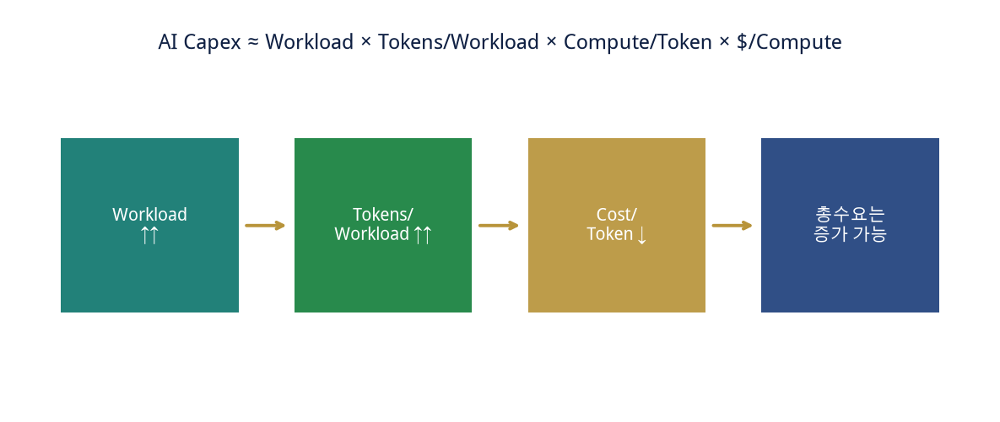 AI Capex ≈ Workload × Tokens/Workload × Compute/Token × $/Compute
Workload
↑↑
Tokens/
Workload ↑↑
Cost/
Token ↓
총수요는
증가 가능